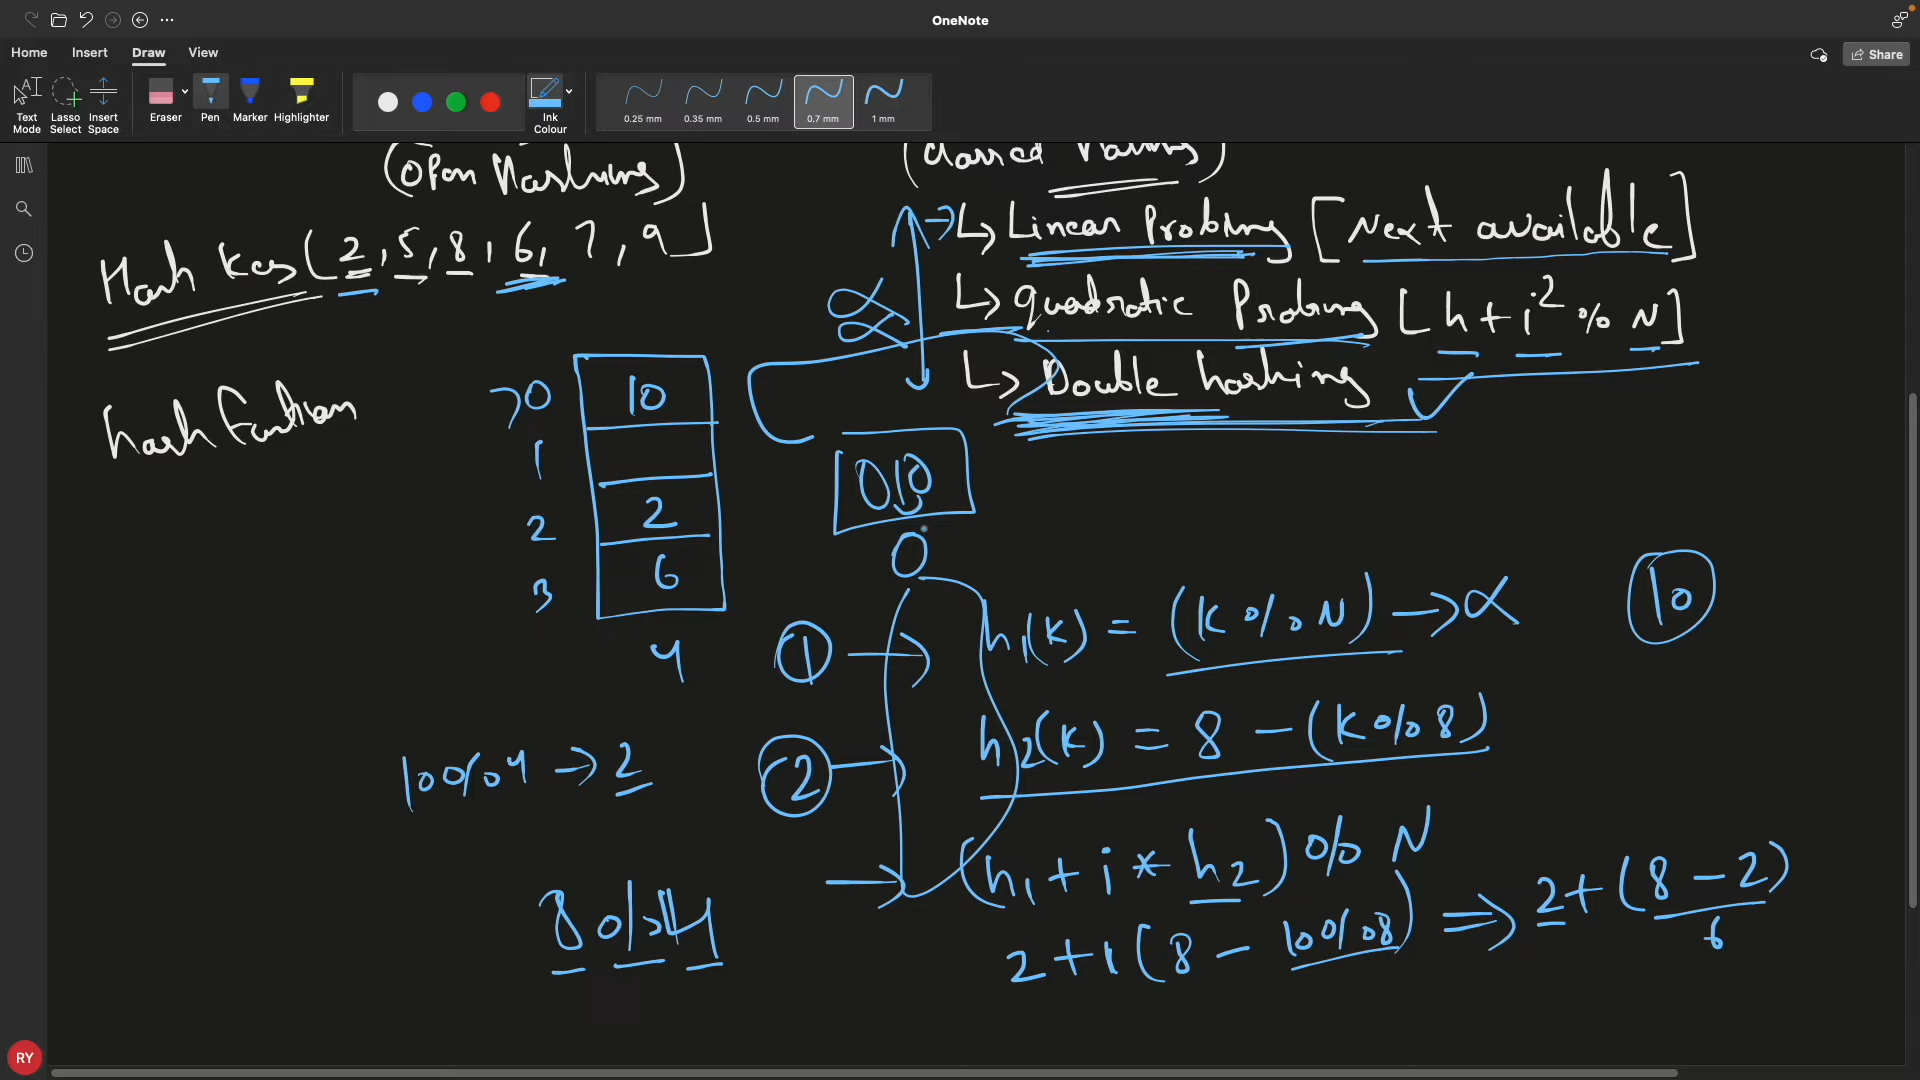 OneNote
Home Insert Draw View
Share
Text Mode
Lasso Select
Insert Space
Eraser
Pen
Marker
Highlighter
Ink Colour
0.25 mm 0.35 mm 0.5 mm 0.7 mm 1 mm
(Open Hashing)
Hash Keys (2, 5, 8, 6, 7, 9]
Linear Probing [Next available]
quadratic Probing [h + i² % N]
Double hashing
hash Function
0 10
1
2 2
3 6
4
0
1 → h₁(K) = (K % N) → α
10
2 → h₂(K) = 8 - (K % 8)
10 % 4 → 2
→ (h₁ + i * h₂) % N
2 + 1 (8 - 10 % 8) ⇒ 2 + (8 - 2)
6
8 % 4
RY